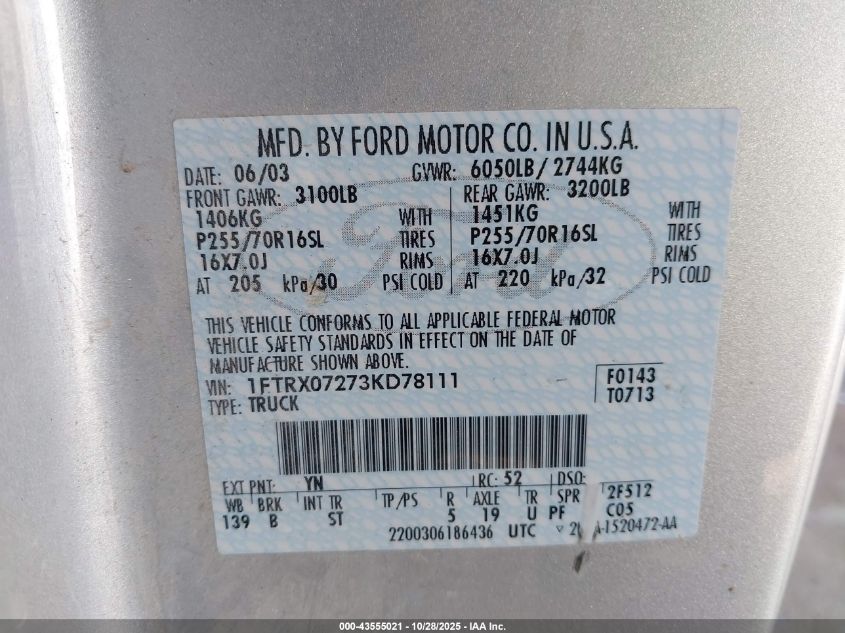 MFD. BY FORD MOTOR CO. IN U.S.A.
DATE: 06/03 GVWR: 6050LB/ 2744KG
FRONT GAWR: 3100LB REAR GAWR: 3200LB
1406KG WITH 1451KG WITH
P255/70R16SL TIRES P255/70R16SL TIRES
16X7.0J RIMS 16X7.0J RIMS
AT 205 kPa/30 PSI COLD AT 220 kPa/32 PSI COLD
THIS VEHICLE CONFORMS TO ALL APPLICABLE FEDERAL MOTOR
VEHICLE SAFETY STANDARDS IN EFFECT ON THE DATE OF
MANUFACTURE SHOWN ABOVE.
VIN: 1FTRX07273KD78111 F0143
TYPE: TRUCK T0713
EXT PNT: YN RC: 52 DSO:
WB BRK INT TR TP/PS R AXLE TR SPR 2F512
139 B ST 5 19 U PF C05
2200306186436 UTC
Ford
000-43555021 | 10/28/2025 - IAA Inc.